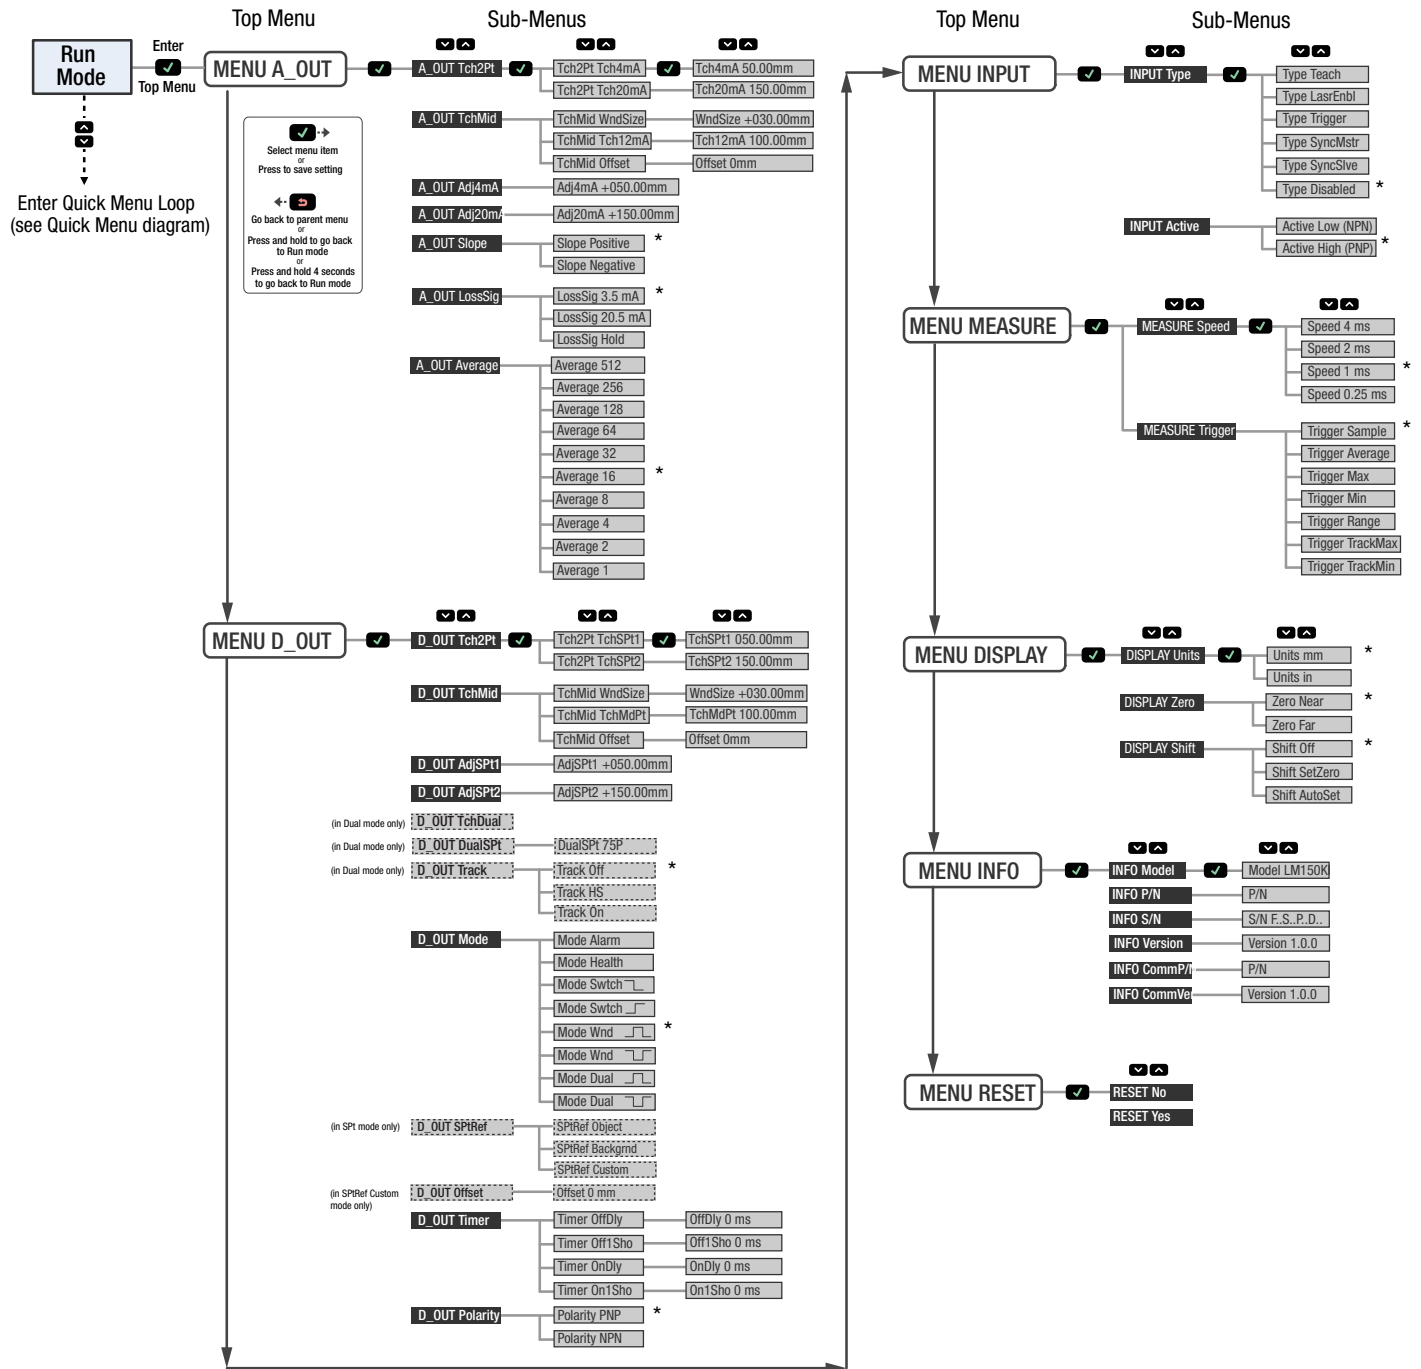 Top Menu
Sub-Menus
Run
Mode
Enter
Top Menu
Enter Quick Menu Loop
(see Quick Menu diagram)
Select menu item
or
Press to save setting
Go back to parent menu
or
Press and hold to go back
to Run mode
or
Press and hold 4 seconds
to go back to Run mode
MENU A_OUT
A_OUT Tch2Pt
Tch2Pt Tch4mA
Tch4mA 50.00mm
Tch2Pt Tch20mA
Tch20mA 150.00mm
A_OUT TchMid
TchMid WndSize
WndSize +030.00mm
TchMid Tch12mA
Tch12mA 100.00mm
TchMid Offset
Offset 0mm
A_OUT Adj4mA
Adj4mA +050.00mm
A_OUT Adj20mA
Adj20mA +150.00mm
A_OUT Slope
Slope Positive *
Slope Negative
A_OUT LossSig
LossSig 3.5 mA *
LossSig 20.5 mA
LossSig Hold
A_OUT Average
Average 512
Average 256
Average 128
Average 64
Average 32
Average 16 *
Average 8
Average 4
Average 2
Average 1
MENU D_OUT
D_OUT Tch2Pt
Tch2Pt TchSPt1
TchSPt1 050.00mm
Tch2Pt TchSPt2
TchSPt2 150.00mm
D_OUT TchMid
TchMid WndSize
WndSize +030.00mm
TchMid TchMdPt
TchMdPt 100.00mm
TchMid Offset
Offset 0mm
D_OUT AdjSPt1
AdjSPt1 +050.00mm
D_OUT AdjSPt2
AdjSPt2 +150.00mm
(in Dual mode only)
D_OUT TchDual
(in Dual mode only)
D_OUT DualSPt
DualSPt 75P
(in Dual mode only)
D_OUT Track
Track Off *
Track HS
Track On
D_OUT Mode
Mode Alarm
Mode Health
Mode Swtch
Mode Swtch
Mode Wnd *
Mode Wnd
Mode Dual
Mode Dual
(in SPt mode only)
D_OUT SPtRef
SPtRef Object
SPtRef Backgrnd
SPtRef Custom
(in SPtRef Custom
mode only)
D_OUT Offset
Offset 0 mm
D_OUT Timer
Timer OffDly
OffDly 0 ms
Timer Off1Sho
Off1Sho 0 ms
Timer OnDly
OnDly 0 ms
Timer On1Sho
On1Sho 0 ms
D_OUT Polarity
Polarity PNP *
Polarity NPN
Top Menu
Sub-Menus
MENU INPUT
INPUT Type
Type Teach
Type LasrEnbl
Type Trigger
Type SyncMstr
Type SyncSlve
Type Disabled *
INPUT Active
Active Low (NPN)
Active High (PNP) *
MENU MEASURE
MEASURE Speed
Speed 4 ms
Speed 2 ms
Speed 1 ms *
Speed 0.25 ms
MEASURE Trigger
Trigger Sample *
Trigger Average
Trigger Max
Trigger Min
Trigger Range
Trigger TrackMax
Trigger TrackMin
MENU DISPLAY
DISPLAY Units
Units mm *
Units in
DISPLAY Zero
Zero Near *
Zero Far
DISPLAY Shift
Shift Off *
Shift SetZero
Shift AutoSet
MENU INFO
INFO Model
Model LM150K
INFO P/N
P/N
INFO S/N
S/N F..S..P..D..
INFO Version
Version 1.0.0
INFO CommP/N
P/N
INFO CommVe
Version 1.0.0
MENU RESET
RESET No
RESET Yes